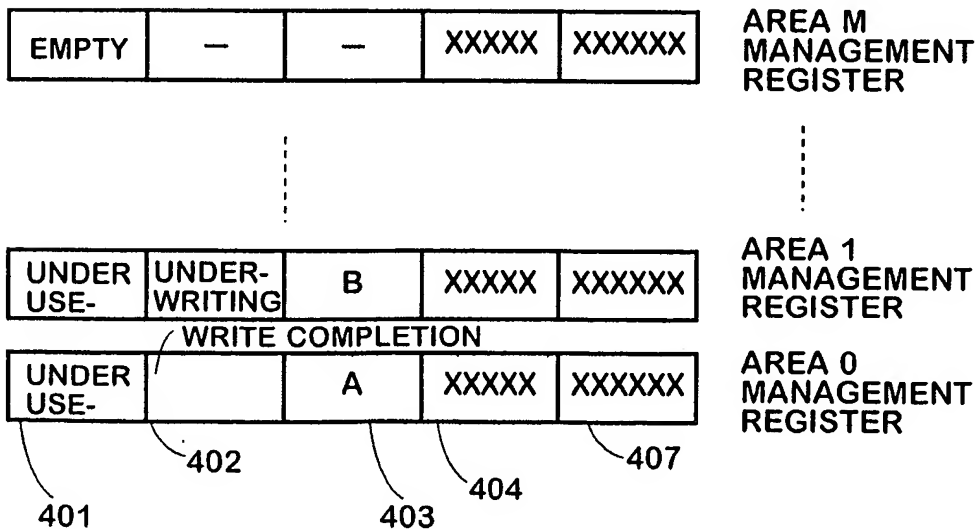 EMPTY — — XXXXX XXXXXX
AREA M
MANAGEMENT
REGISTER
UNDER
USE-
UNDER-
WRITING
B XXXXX XXXXXX
AREA 1
MANAGEMENT
REGISTER
WRITE COMPLETION
UNDER
USE-
A XXXXX XXXXXX
AREA 0
MANAGEMENT
REGISTER
401
402
403
404
407